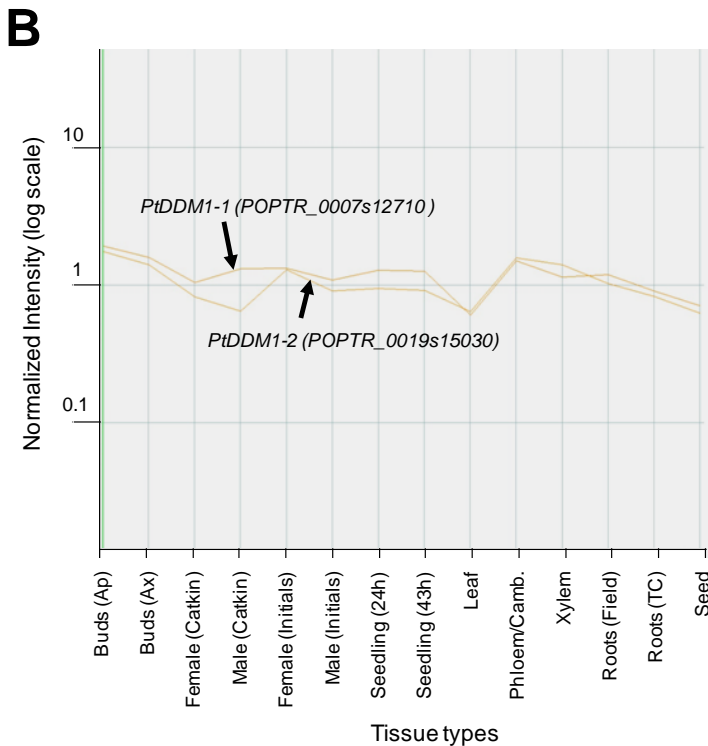 B
Normalized Intensity (log scale)
10
1
0.1
PtDDM1-1 (POPTR_0007s12710 )
PtDDM1-2 (POPTR_0019s15030)
Buds (Ap)
Buds (Ax)
Female (Catkin)
Male (Catkin)
Female (Initials)
Male (Initials)
Seedling (24h)
Seedling (43h)
Leaf
Phloem/Camb.
Xylem
Roots (Field)
Roots (TC)
Seed
Tissue types